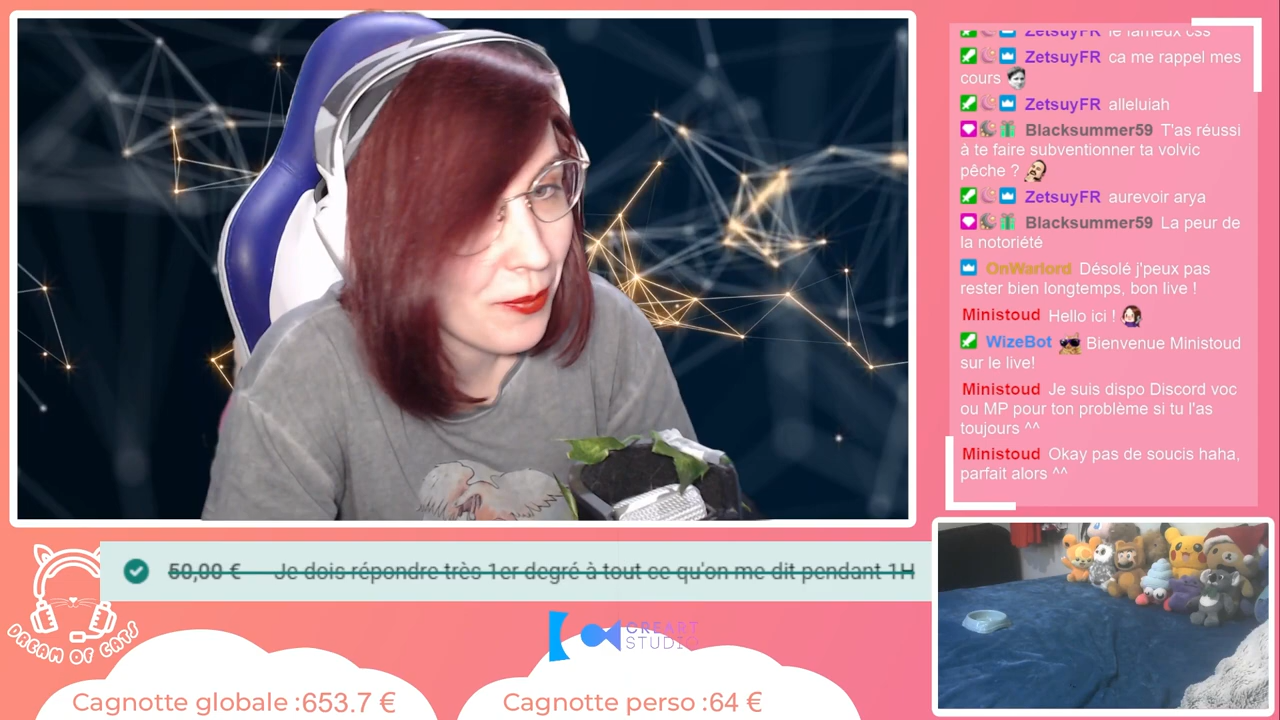 ZetsuyFR le fameux css
ZetsuyFR ca me rappel mes
cours
ZetsuyFR alleluiah
Blacksummer59 T'as réussi
à te faire subventionner ta volvic
pêche ?
ZetsuyFR aurevoir arya
Blacksummer59 La peur de
la notoriété
OnWarlord Désolé j'peux pas
rester bien longtemps, bon live !
Ministoud Hello ici !
WizeBot Bienvenue Ministoud
sur le live!
Ministoud Je suis dispo Discord voc
ou MP pour ton problème si tu l'as
toujours ^^
Ministoud Okay pas de soucis haha,
parfait alors ^^
50,00 € Je dois répondre très 1er degré à tout ce qu'on me dit pendant 1H
DREAM OF CATS
CREART
STUDIO
Cagnotte globale :653.7 €
Cagnotte perso :64 €